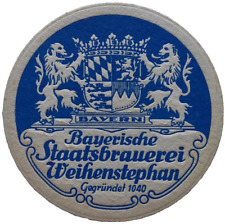 BAYERN
Bayerische
Staatsbrauerei
Weihenstephan
Gegründet 1040